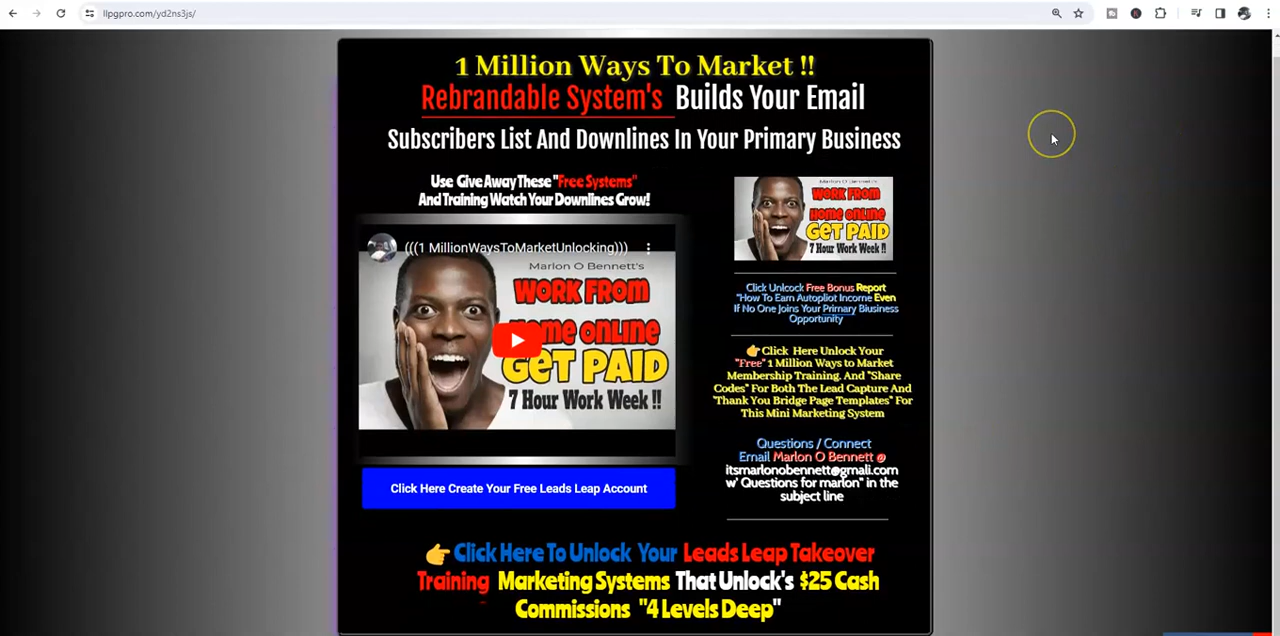 llpgpro.com/yd2ns3js/
1 Million Ways To Market !!
Rebrandable System's Builds Your Email
Subscribers List And Downlines In Your Primary Business
Use Give Away These "Free Systems"
And Training Watch Your Downlines Grow!
(((1 MillionWaysToMarketUnlocking)))
Marlon O Bennett's
WORK FROM
HOME ONLINE
GET PAID
7 Hour Work Week !!
Click Here Create Your Free Leads Leap Account
Marlon O Bennett's
WORK FROM
HOME ONLINE
GET PAID
7 Hour Work Week !!
Click Unlcock Free Bonus Report
"How To Earn Autopliot Income Even
If No One Joins Your Primary Biusiness
Opportunity
👉Click Here Unlock Your
"Free" 1 Million Ways to Market
Membership Training. And "Share
Codes" For Both The Lead Capture And
"Thank You Bridge Page Templates" For
This Mini Marketing System
Questions / Connect
Email Marlon O Bennett @
itsmarlonobennett@gmali.com
w' Questions for marlon" in the
subject line
👉Click Here To Unlock Your Leads Leap Takeover
Training Marketing Systems That Unlock's $25 Cash
Commissions "4 Levels Deep"